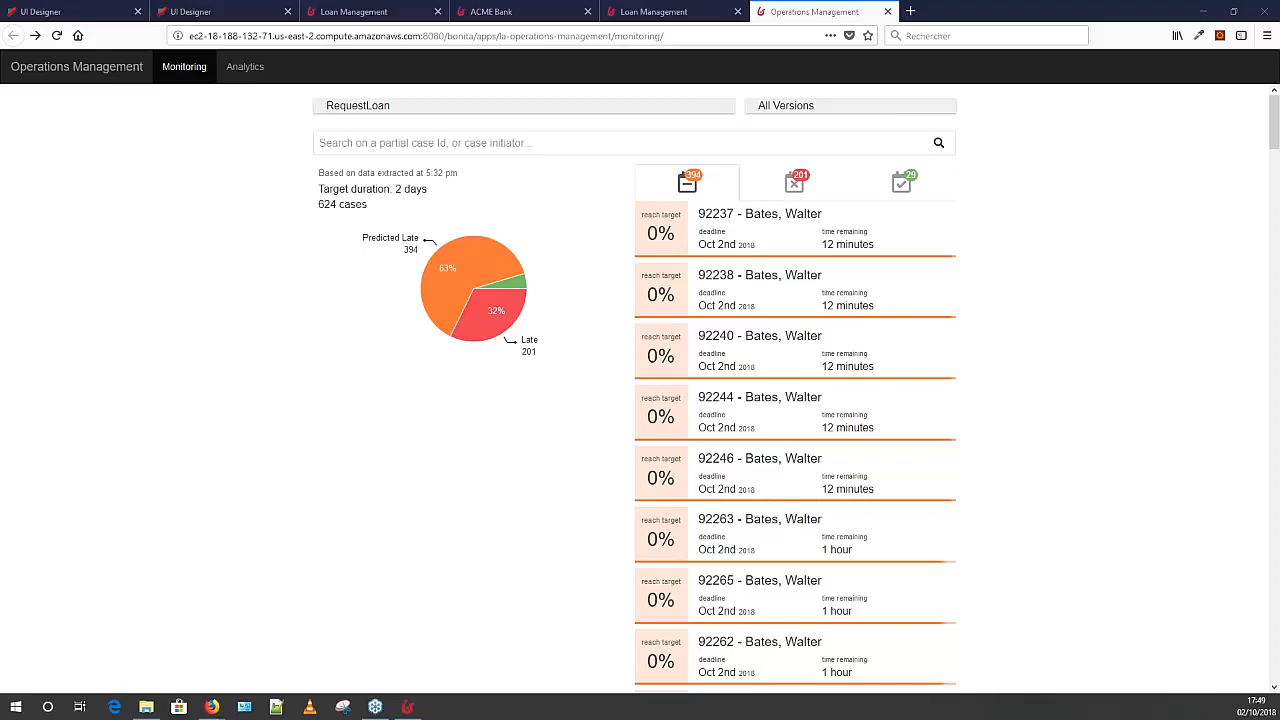 UI Designer
UI Designer
Loan Management
ACME Bank
Loan Management
Operations Management
ec2-18-188-132-71.us-east-2.compute.amazonaws.com:8080/bonita/apps/la-operations-management/monitoring/
Rechercher
Operations Management
Monitoring
Analytics
RequestLoan
All Versions
Search on a partial case Id, or case initiator...
Based on data extracted at 5:32 pm
Target duration: 2 days
624 cases
Predicted Late
394
63%
32%
Late
201
394
201
29
reach target
0%
92237 - Bates, Walter
deadline
time remaining
Oct 2nd 2018
12 minutes
reach target
0%
92238 - Bates, Walter
deadline
time remaining
Oct 2nd 2018
12 minutes
reach target
0%
92240 - Bates, Walter
deadline
time remaining
Oct 2nd 2018
12 minutes
reach target
0%
92244 - Bates, Walter
deadline
time remaining
Oct 2nd 2018
12 minutes
reach target
0%
92246 - Bates, Walter
deadline
time remaining
Oct 2nd 2018
12 minutes
reach target
0%
92263 - Bates, Walter
deadline
time remaining
Oct 2nd 2018
1 hour
reach target
0%
92265 - Bates, Walter
deadline
time remaining
Oct 2nd 2018
1 hour
reach target
0%
92262 - Bates, Walter
deadline
time remaining
Oct 2nd 2018
1 hour
17:49
02/10/2018